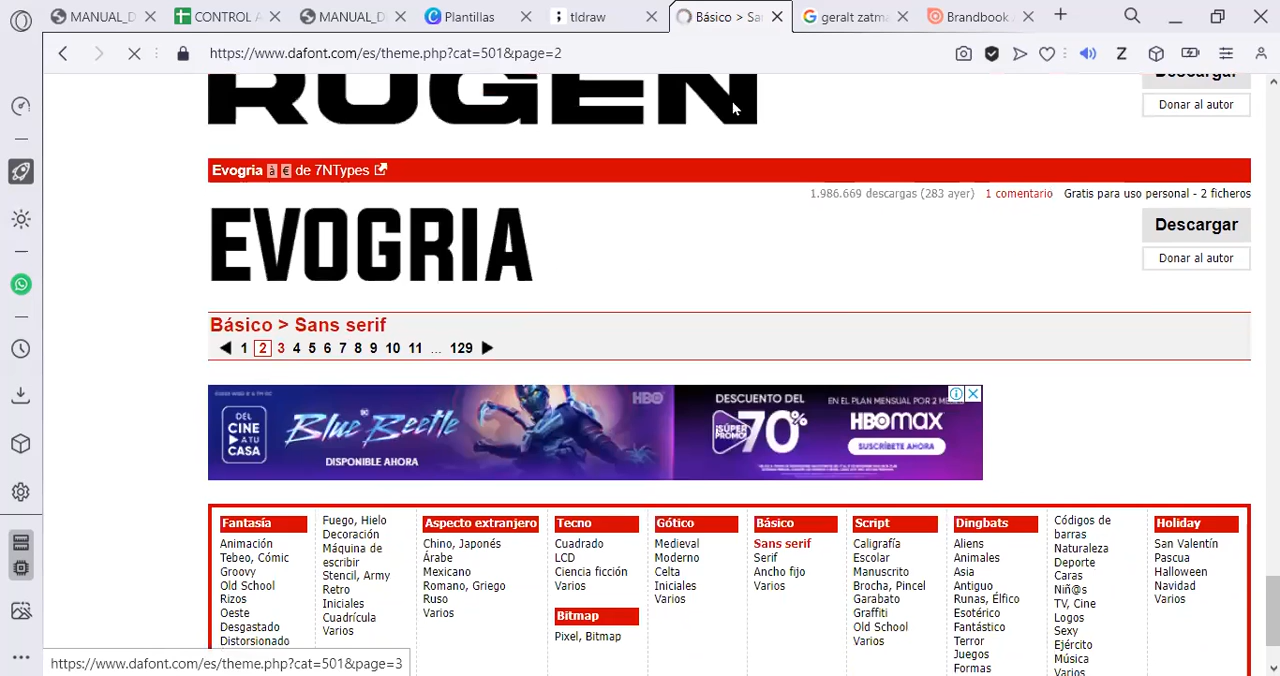 MANUAL_D
CONTROL A
MANUAL_D
Plantillas
tldraw
Básico > Sa
geralt zatm
Brandbook
https://www.dafont.com/es/theme.php?cat=501&page=2
RUGEN
Descargar
Donar al autor
Evogria à € de 7NTypes
1.986.669 descargas (283 ayer) 1 comentario Gratis para uso personal - 2 ficheros
EVOGRIA
Descargar
Donar al autor
Básico > Sans serif
1 2 3 4 5 6 7 8 9 10 11 ... 129
DEL CINE A TU CASA
DC
Blue Beetle
DISPONIBLE AHORA
HBO
DESCUENTO DEL
¡SÚPER PROMO!
70%
EN EL PLAN MENSUAL POR 2 MESES
HBOMAX
SUSCRÍBETE AHORA
Fantasía
Animación
Tebeo, Cómic
Groovy
Old School
Rizos
Oeste
Desgastado
Distorsionado
Fuego, Hielo
Decoración
Máquina de
escribir
Stencil, Army
Retro
Iniciales
Cuadrícula
Varios
Aspecto extranjero
Chino, Japonés
Árabe
Mexicano
Romano, Griego
Ruso
Varios
Tecno
Cuadrado
LCD
Ciencia ficción
Varios
Bitmap
Pixel, Bitmap
Gótico
Medieval
Moderno
Celta
Iniciales
Varios
Básico
Sans serif
Serif
Ancho fijo
Varios
Script
Caligrafía
Escolar
Manuscrito
Brocha, Pincel
Garabato
Graffiti
Old School
Varios
Dingbats
Aliens
Animales
Asia
Antiguo
Runas, Élfico
Esotérico
Fantástico
Terror
Juegos
Formas
Códigos de
barras
Naturaleza
Deporte
Caras
Niñ@s
TV, Cine
Logos
Sexy
Ejército
Música
Varios
Holiday
San Valentín
Pascua
Halloween
Navidad
Varios
https://www.dafont.com/es/theme.php?cat=501&page=3